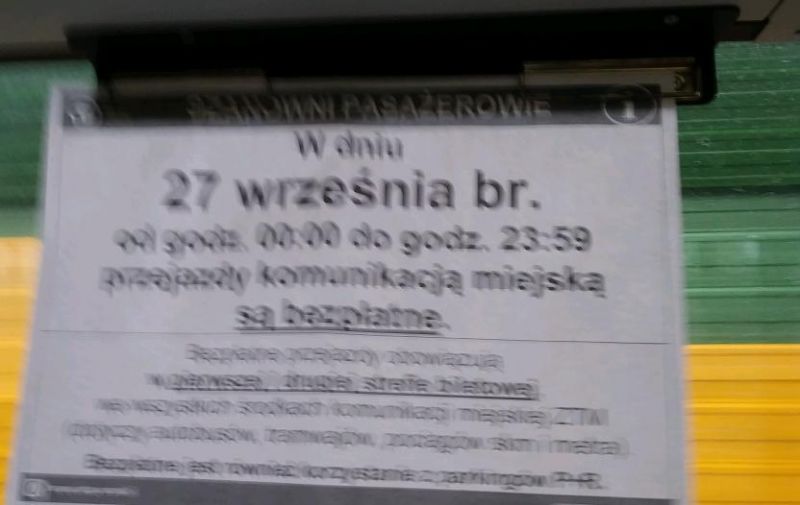 SZANOWNI PASAŻEROWIE
W dniu
27 września br.
od godz. 00:00 do godz. 23:59
przejazdy komunikacją miejską
są bezpłatne.
Bezpłatne przejazdy obowiązują
w pierwszej i drugiej strefie biletowej
we wszystkich środkach komunikacji miejskiej ZTM
(dotyczy autobusów, tramwajów, pociągów skm i metra)
Bezpłatne jest również korzystanie z parkingów P+R.